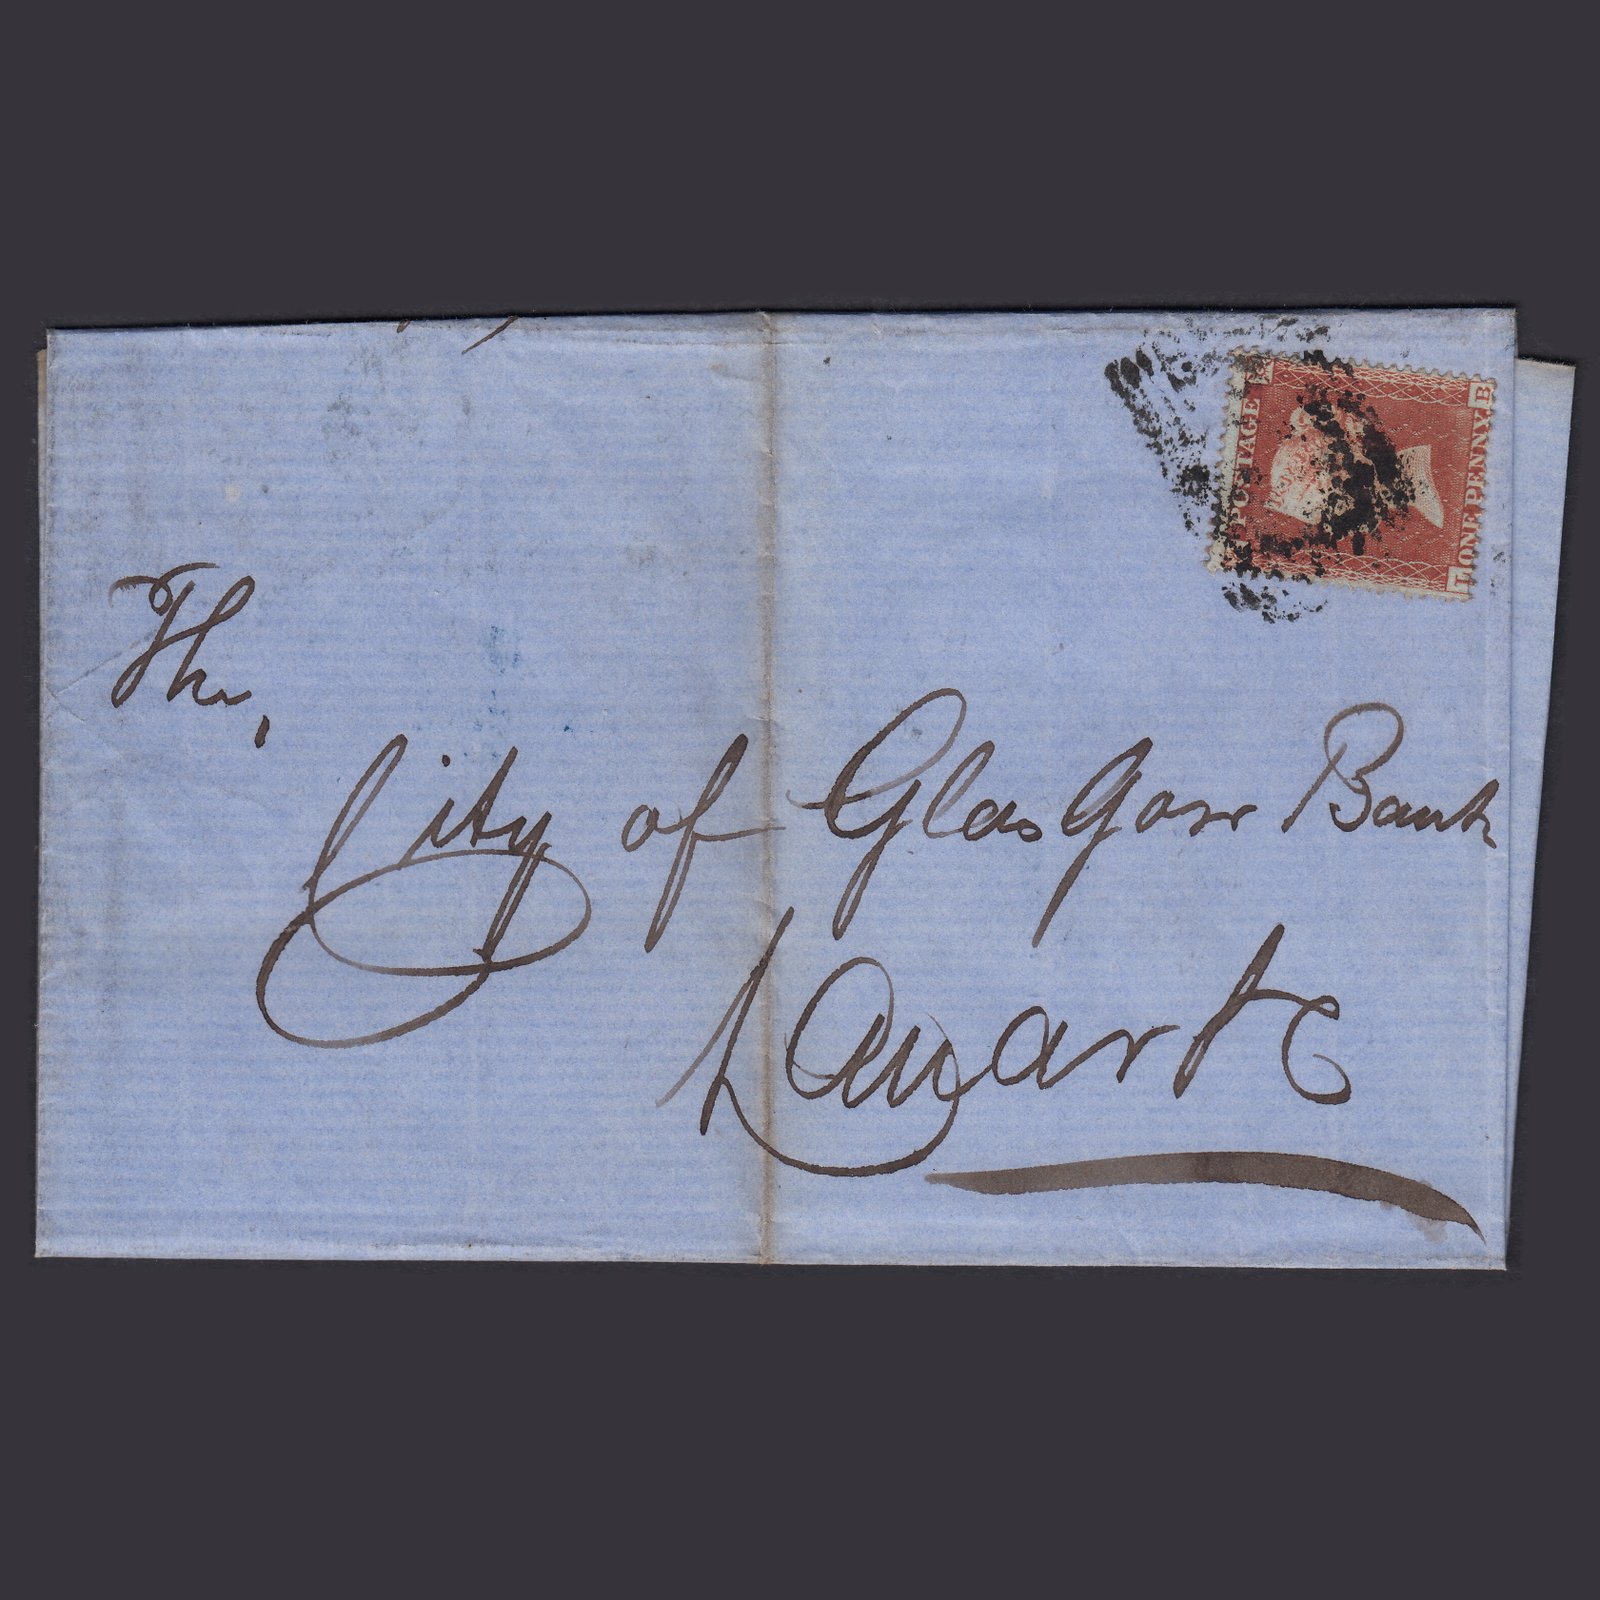 POSTAGE
ONE PENNY.
B
I
The,
City of Glasgow Bank
Lanark